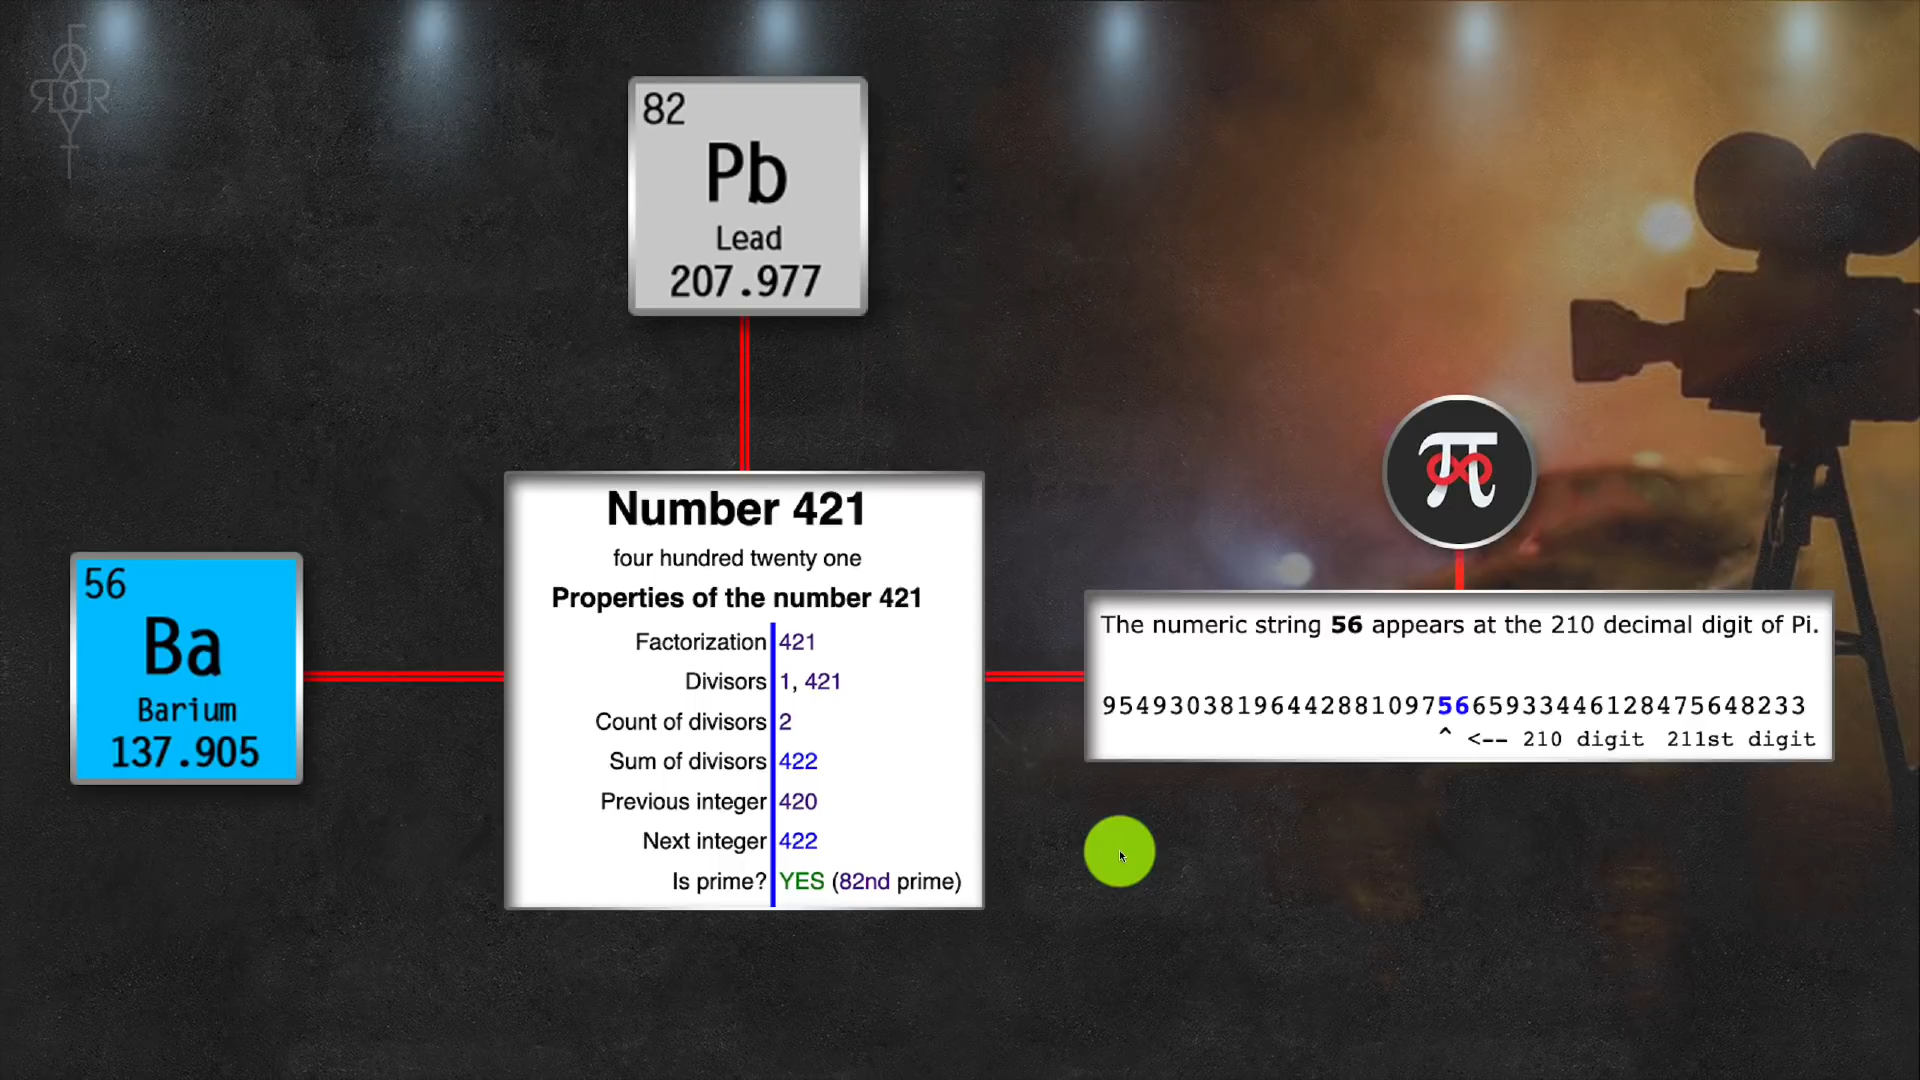 82
Pb
Lead
207.977
π
56
Ba
Barium
137.905
Number 421
four hundred twenty one
Properties of the number 421
Factorization 421
Divisors 1, 421
Count of divisors 2
Sum of divisors 422
Previous integer 420
Next integer 422
Is prime? YES (82nd prime)
The numeric string 56 appears at the 210 decimal digit of Pi.
954930381964428810975665933446128475648233
^ <-- 210 digit 211st digit